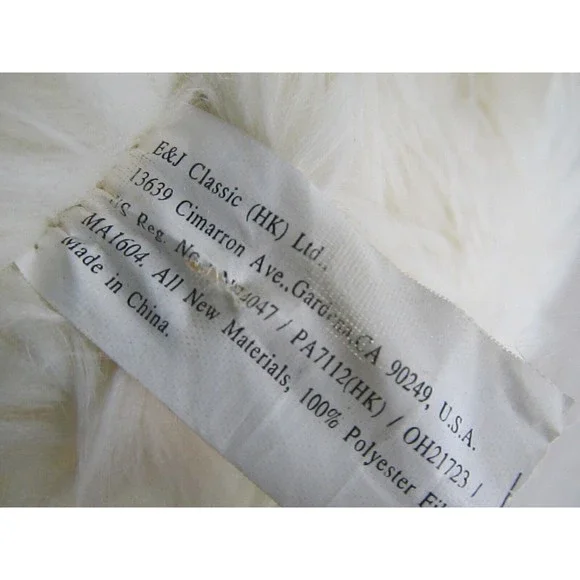 E&J Classic (HK) Ltd.,
13639 Cimarron Ave.,Gardena,CA 90249, U.S.A.
Reg. No. / PA7112(HK) / OH21723 /
MA1604. All New Materials, 100% Polyester
Made in China.